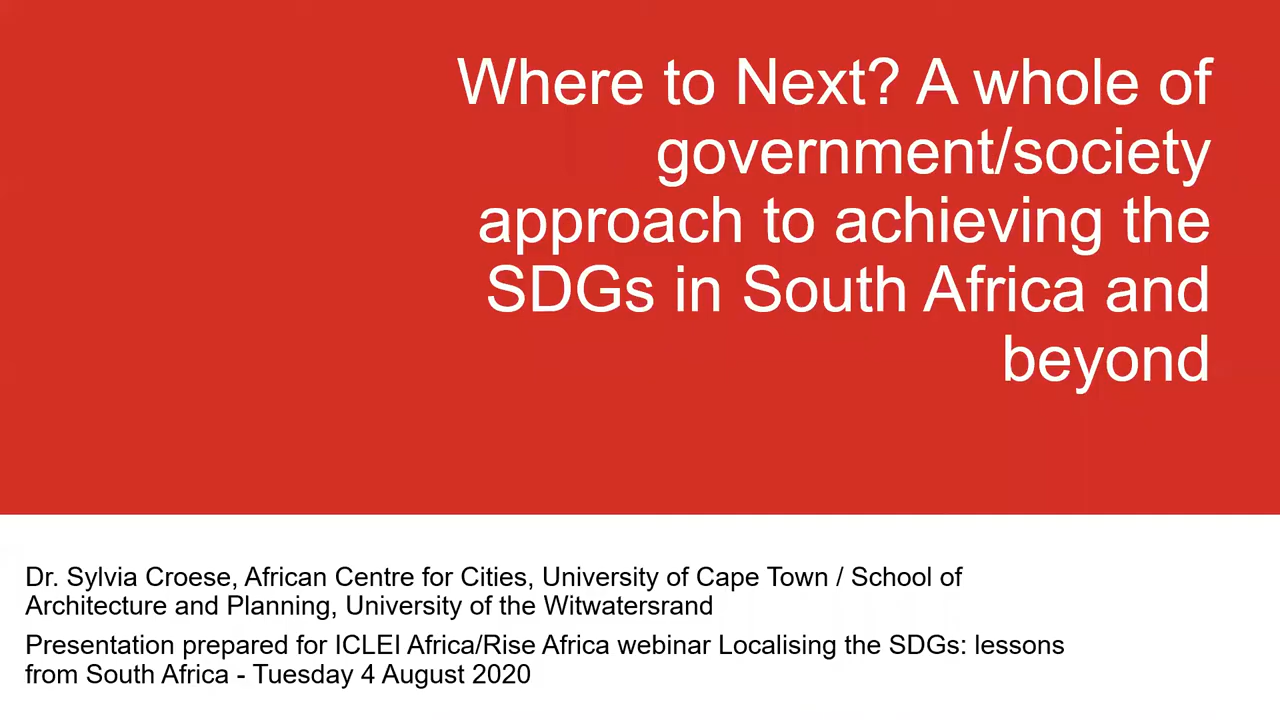 Where to Next? A whole of
government/society
approach to achieving the
SDGs in South Africa and
beyond
Dr. Sylvia Croese, African Centre for Cities, University of Cape Town / School of
Architecture and Planning, University of the Witwatersrand
Presentation prepared for ICLEI Africa/Rise Africa webinar Localising the SDGs: lessons
from South Africa - Tuesday 4 August 2020